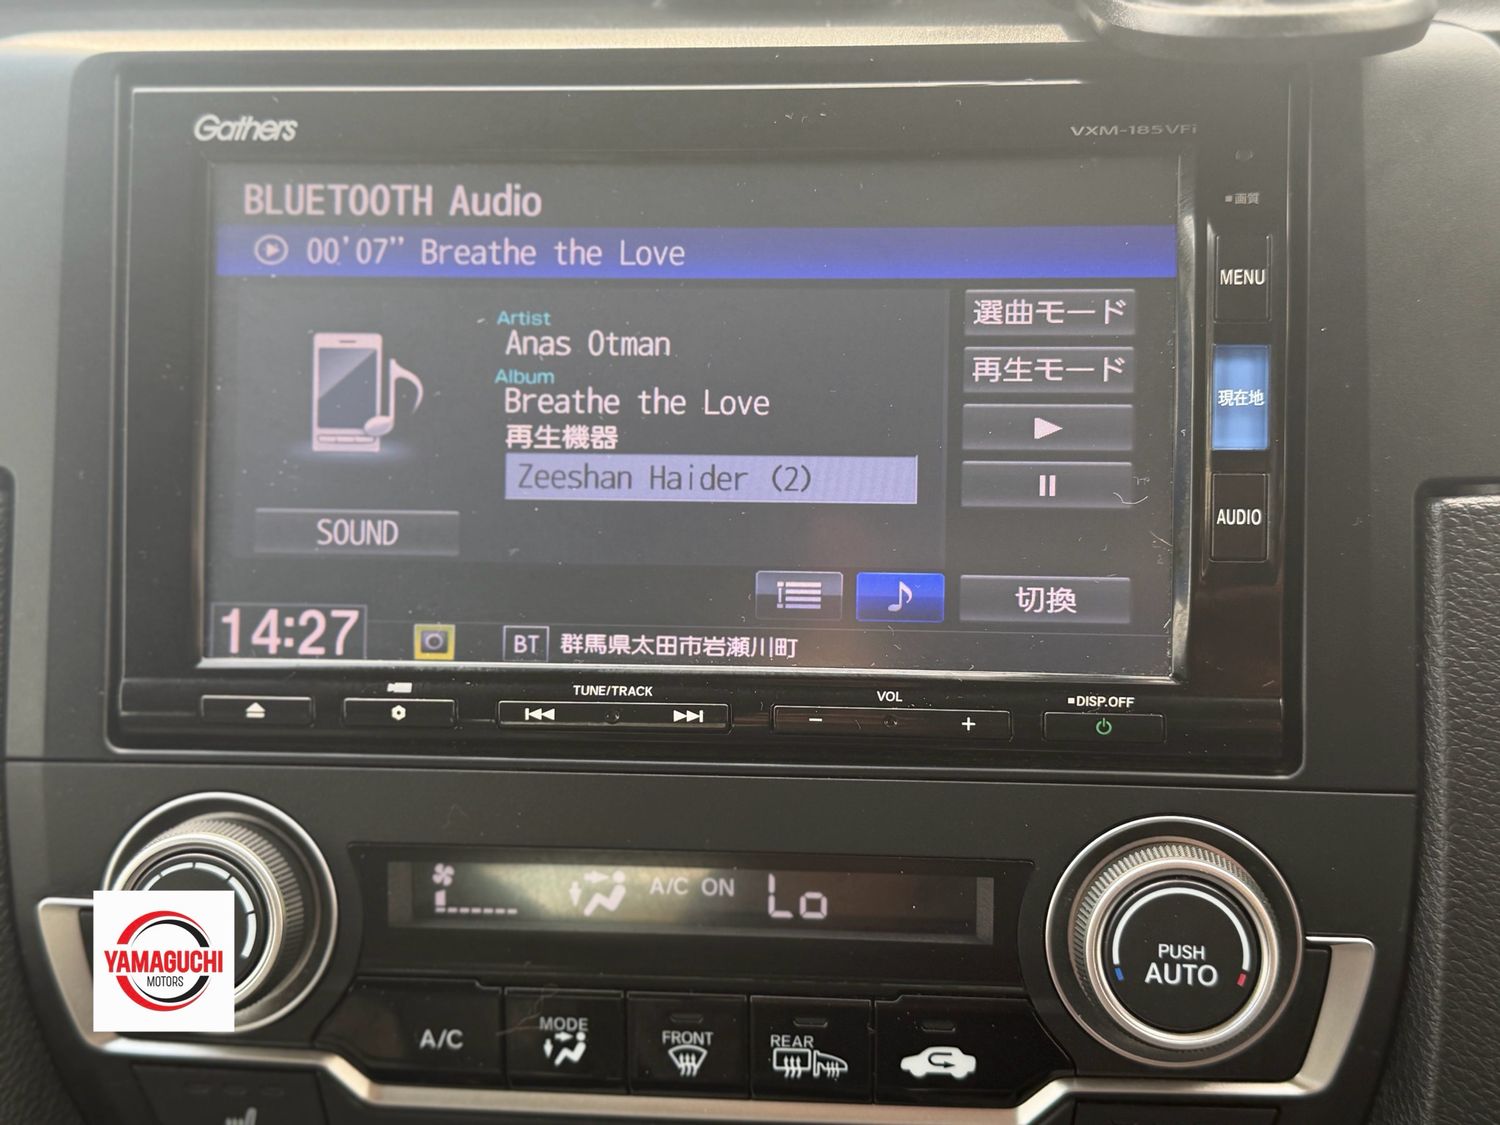 Gathers
VXM-185VFi
BLUETOOTH Audio
■画質
00'07” Breathe the Love
MENU
Artist
Anas Otman
選曲モード
Album
Breathe the Love
再生モード
現在地
再生機器
Zeeshan Haider (2)
AUDIO
SOUND
切換
14:27
BT 群馬県太田市岩瀬川町
TUNE/TRACK
VOL
■DISP.OFF
− +
A/C ON Lo
PUSH
AUTO
YAMAGUCHI
MOTORS
A/C
MODE
FRONT
REAR